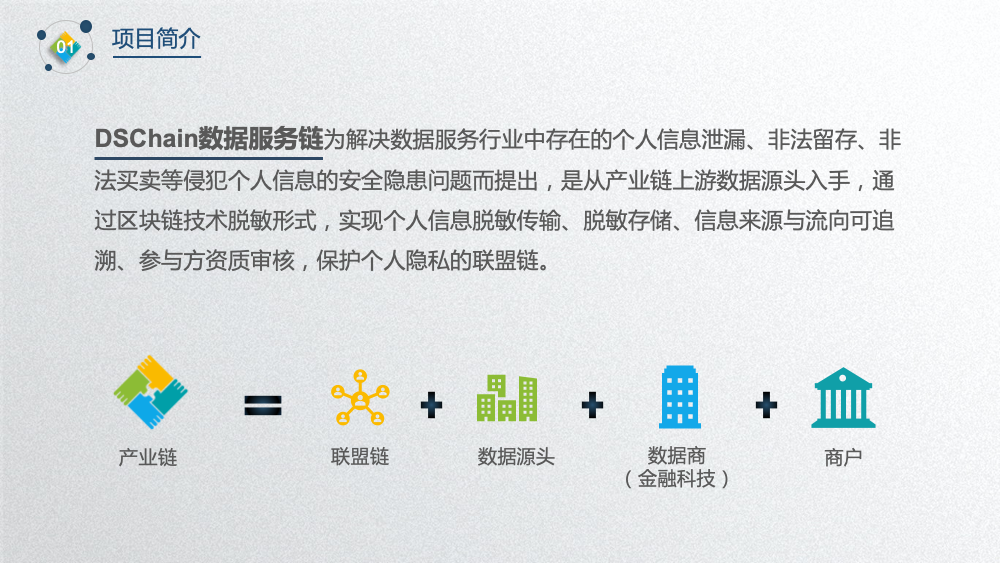 01
项目简介
DSChain数据服务链为解决数据服务行业中存在的个人信息泄漏、非法留存、非
法买卖等侵犯个人信息的安全隐患问题而提出，是从产业链上游数据源头入手，通
过区块链技术脱敏形式，实现个人信息脱敏传输、脱敏存储、信息来源与流向可追
溯、参与方资质审核，保护个人隐私的联盟链。
产业链
联盟链
数据源头
数据商
（金融科技）
商户